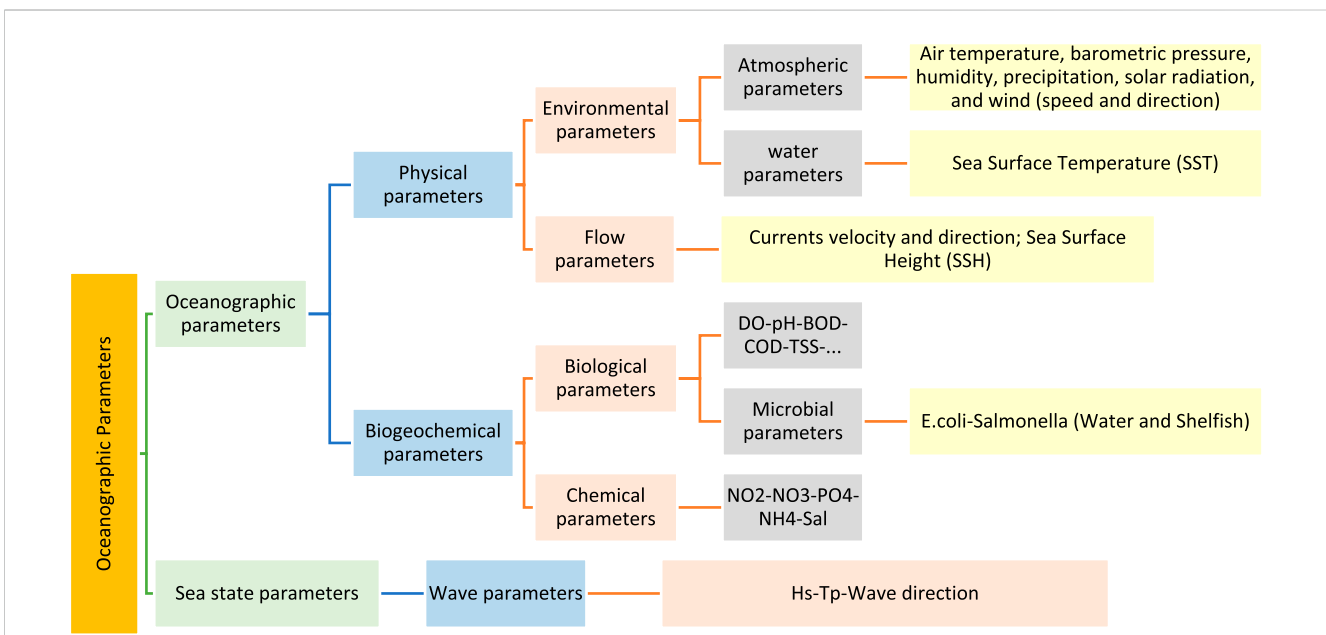 Oceanographic Parameters
Oceanographic
parameters
Physical
parameters
Environmental
parameters
Atmospheric
parameters
Air temperature, barometric pressure,
humidity, precipitation, solar radiation,
and wind (speed and direction)
water
parameters
Sea Surface Temperature (SST)
Flow
parameters
Currents velocity and direction; Sea Surface
Height (SSH)
Biogeochemical
parameters
Biological
parameters
DO-pH-BOD-
COD-TSS-...
Microbial
parameters
E.coli-Salmonella (Water and Shelfish)
Chemical
parameters
NO2-NO3-PO4-
NH4-Sal
Sea state parameters
Wave parameters
Hs-Tp-Wave direction